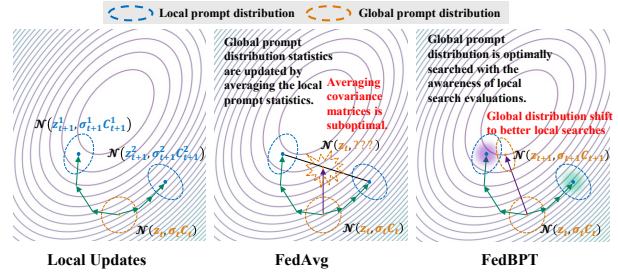 Local prompt distribution
Global prompt distribution
𝒩(z¹ₜ₊₁, σ¹ₜ₊₁C¹ₜ₊₁)
𝒩(z²ₜ₊₁, σ²ₜ₊₁C²ₜ₊₁)
𝒩(zₜ, σₜCₜ)
Local Updates
Global prompt
distribution statistics
are updated by
averaging the local
prompt statistics.
Averaging
covariance
matrices is
suboptimal.
𝒩(zₜ, ???)
𝒩(zₜ, σₜCₜ)
FedAvg
Global prompt
distribution is optimally
searched with the
awareness of local
search evaluations.
Global distribution shift
to better local searches
𝒩(zₜ₊₁, σₜ₊₁Cₜ₊₁)
𝒩(zₜ, σₜCₜ)
FedBPT